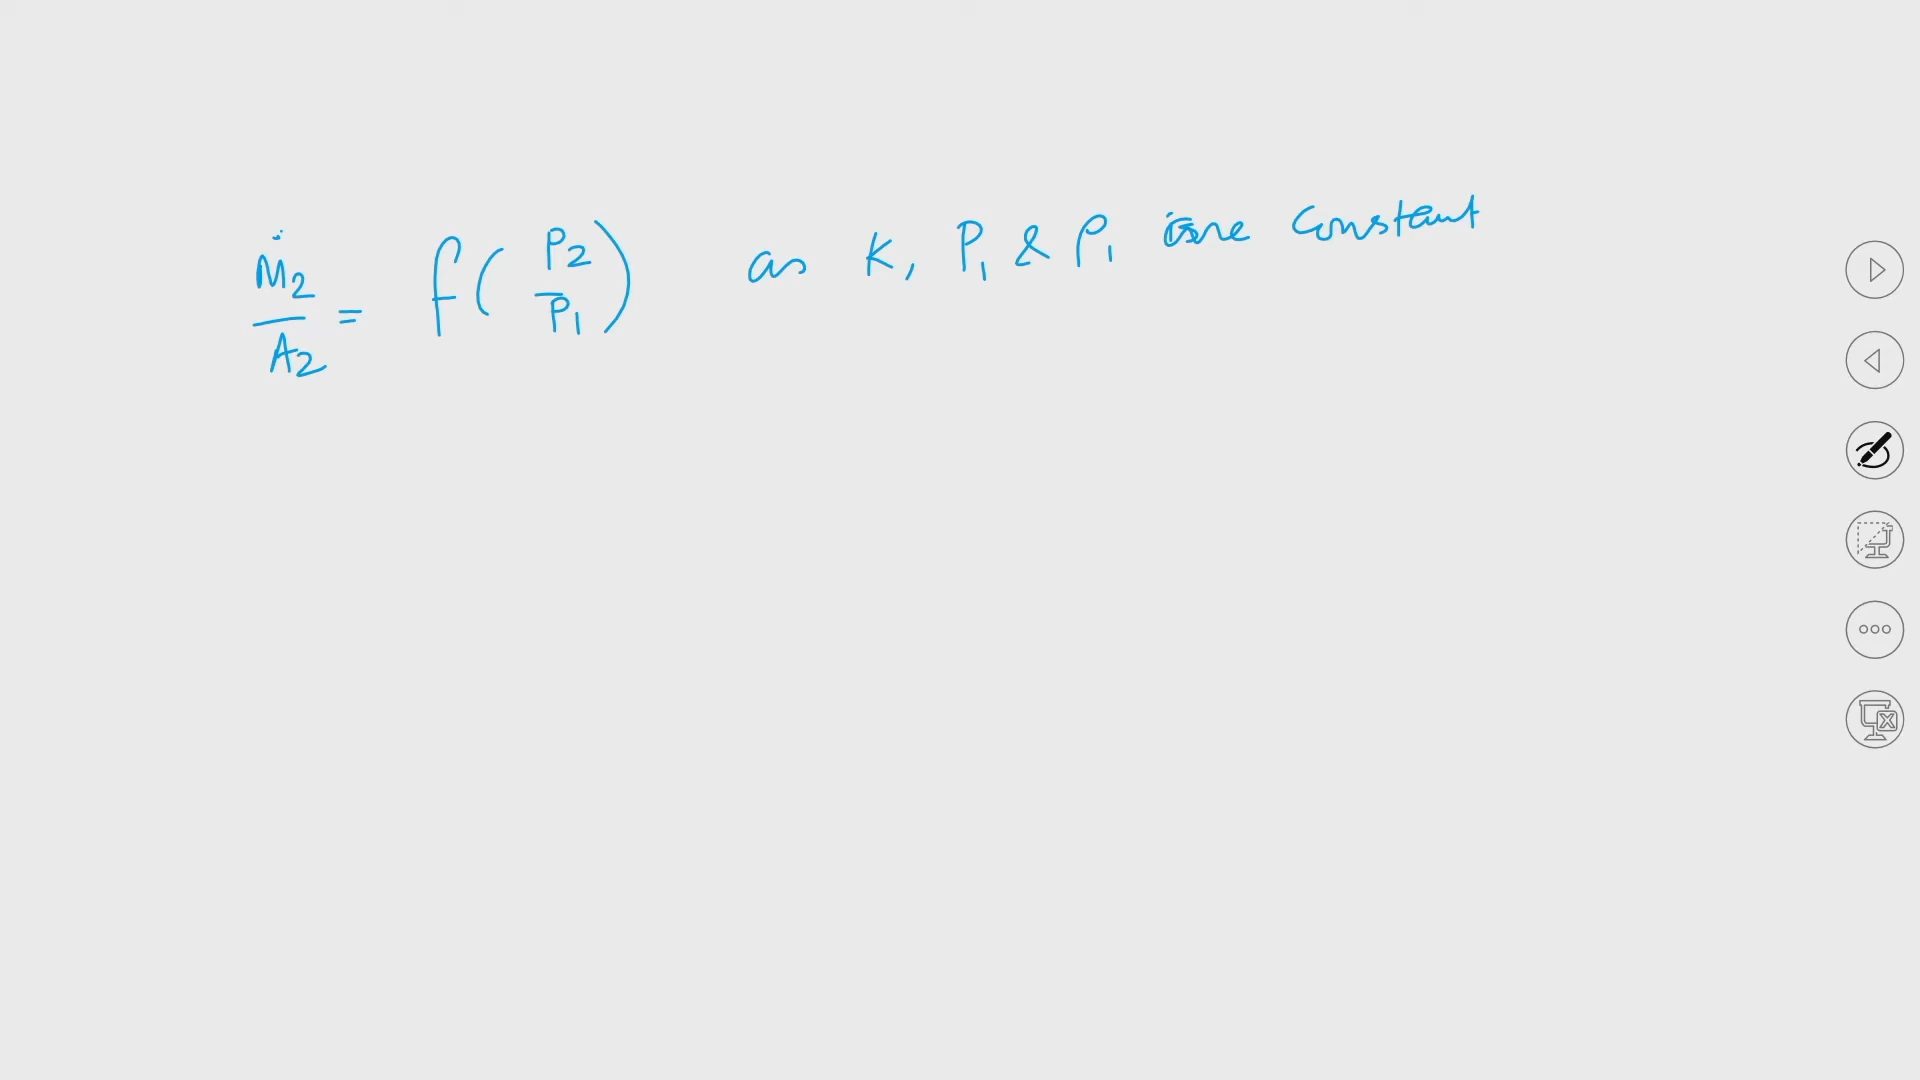 ṁ₂/A₂ = f(P₂/P₁) as K, P₁ & ρ₁ are constant